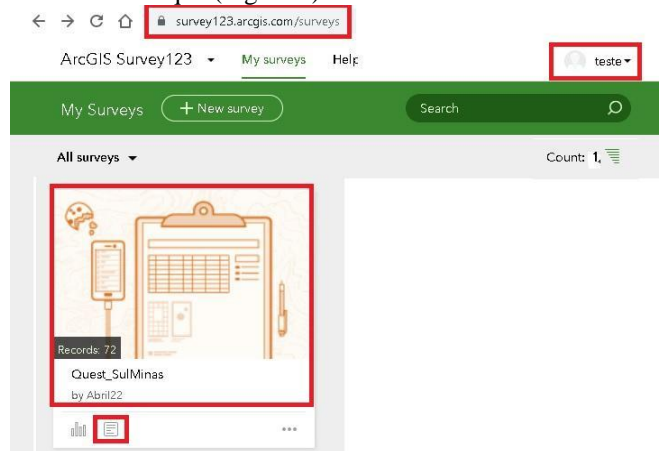 survey123.arcgis.com/surveys
ArcGIS Survey123 My surveys Help
teste
My Surveys + New survey Search
All surveys Count: 1,
Records: 72
Quest_SulMinas
by Abril22
...